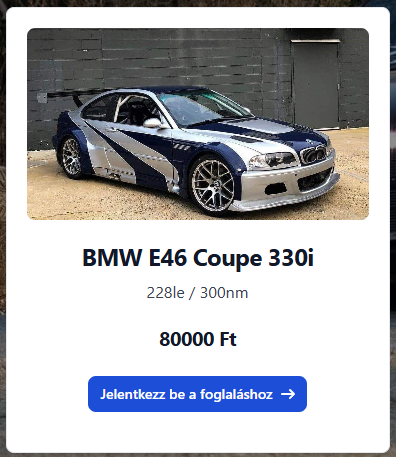 BMW E46 Coupe 330i
228le / 300nm
80000 Ft
Jelentkezz be a foglaláshoz →